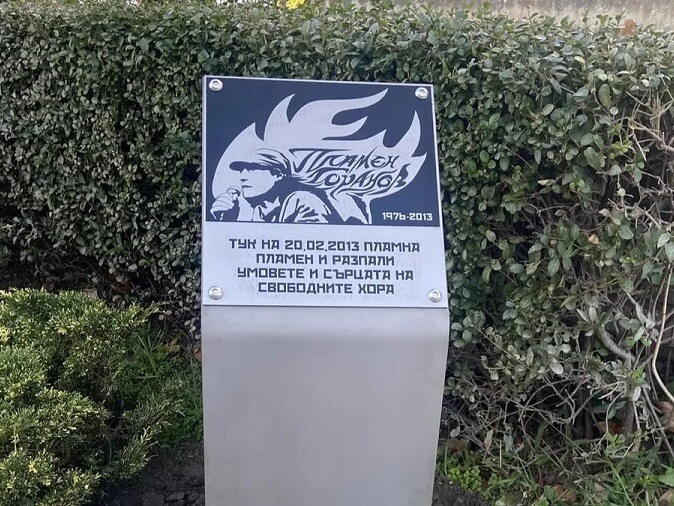 Пламен
Горанов
1976-2013
ТУК НА 20.02.2013 ПЛАМНА
ПЛАМЕН И РАЗПАЛИ
УМОВЕТЕ И СЪРЦАТА НА
СВОБОДНИТЕ ХОРА